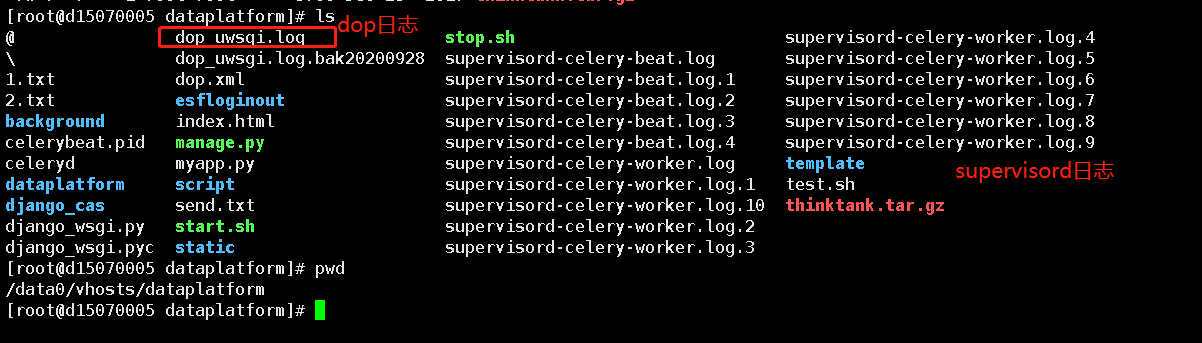 [root@d15070005 dataplatform]# ls
dop日志
@ dop_uwsgi.log stop.sh supervisord-celery-worker.log.4
\ dop_uwsgi.log.bak20200928 supervisord-celery-beat.log supervisord-celery-worker.log.5
1.txt dop.xml supervisord-celery-beat.log.1 supervisord-celery-worker.log.6
2.txt esfloginout supervisord-celery-beat.log.2 supervisord-celery-worker.log.7
background index.html supervisord-celery-beat.log.3 supervisord-celery-worker.log.8
celerybeat.pid manage.py supervisord-celery-beat.log.4 supervisord-celery-worker.log.9
celeryd myapp.py supervisord-celery-worker.log template
supervisord日志
dataplatform script supervisord-celery-worker.log.1 test.sh
django_cas send.txt supervisord-celery-worker.log.10 thinktank.tar.gz
django_wsgi.py start.sh supervisord-celery-worker.log.2
django_wsgi.pyc static supervisord-celery-worker.log.3
[root@d15070005 dataplatform]# pwd
/data0/vhosts/dataplatform
[root@d15070005 dataplatform]#